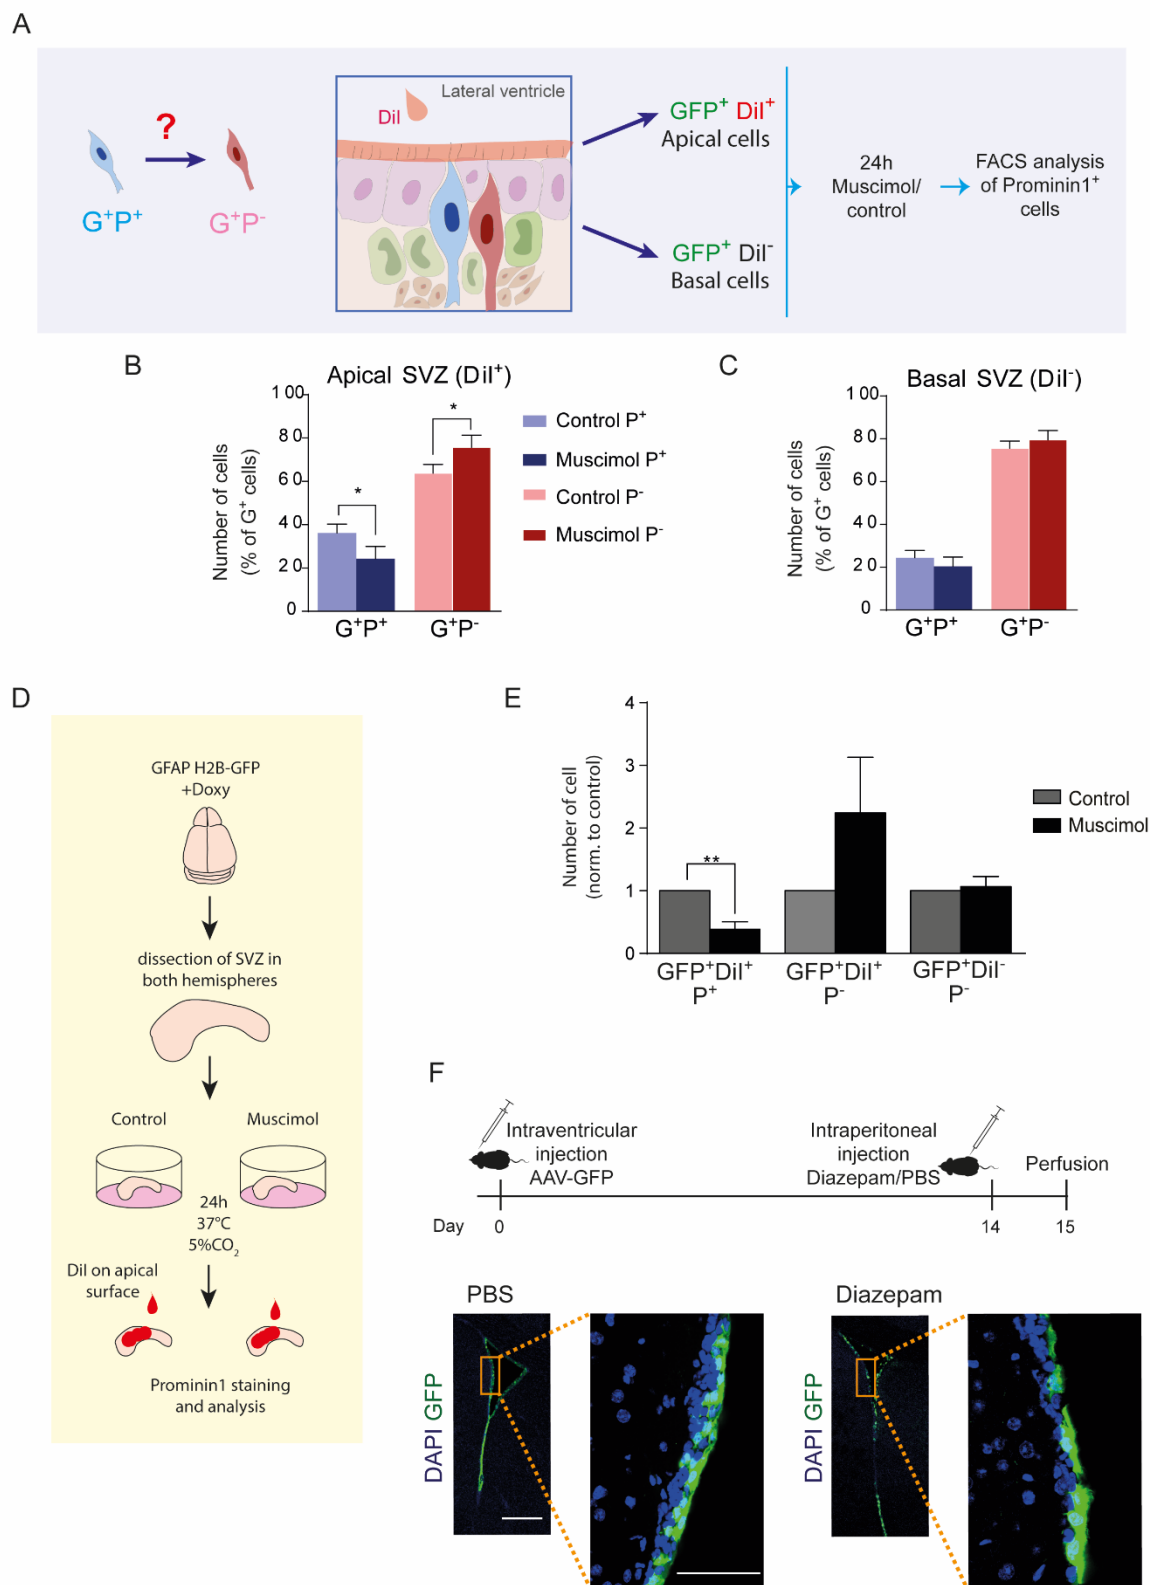 A
?
G⁺P⁺
G⁺P⁻
Lateral ventricle
DiI
GFP⁺ DiI⁺
Apical cells
GFP⁺ DiI⁻
Basal cells
24h
Muscimol/
control
FACS analysis
of Prominin1⁺
cells
B
Apical SVZ (DiI⁺)
Number of cells
(% of G⁺ cells)
100
80
60
40
20
0
*
*
G⁺P⁺
G⁺P⁻
Control P⁺
Muscimol P⁺
Control P⁻
Muscimol P⁻
C
Basal SVZ (DiI⁻)
Number of cells
(% of G⁺ cells)
100
80
60
40
20
0
G⁺P⁺
G⁺P⁻
D
GFAP H2B-GFP
+Doxy
dissection of SVZ in
both hemispheres
Control
Muscimol
24h
37°C
5%CO₂
DiI on apical
surface
Prominin1 staining
and analysis
E
Number of cell
(norm. to control)
4
3
2
1
0
**
GFP⁺DiI⁺
P⁺
GFP⁺DiI⁺
P⁻
GFP⁺DiI⁻
P⁻
Control
Muscimol
F
Intraventricular
injection
AAV-GFP
Intraperitoneal
injection
Diazepam/PBS
Perfusion
Day
0
14
15
PBS
Diazepam
DAPI GFP
DAPI GFP